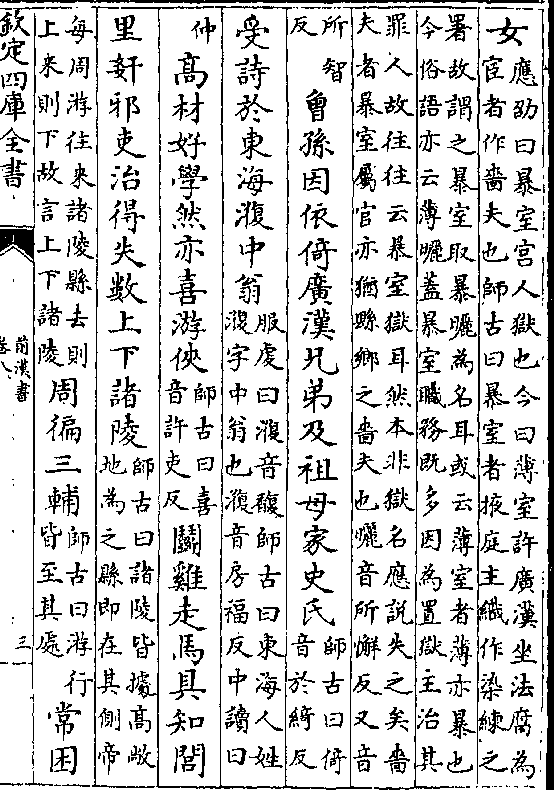 女應劭曰暴室宫人獄也今曰薄室許廣漢坐法腐為
宦者作嗇夫也師古曰暴室者掖庭主織作染練之
署故謂之暴室取暴曬為名耳或云薄室者薄亦暴也
今俗語亦云薄曬蓋暴室職務既多因為置獄主治其
罪人故往往云暴室獄耳然本非獄名應說失之矣嗇
夫者暴室屬官亦猶縣鄉之嗇夫也曬音所懈反又音
所智反曾孫因依倚廣漢兄弟及祖母家史氏師古曰倚音於綺反
受詩於東海澓中翁服虔曰澓音馥師古曰東海人姓澓字中翁也澓音房福反中讀曰
仲高材好學然亦喜游俠師古曰喜音許吏反鬭雞走馬具知閭
里姧邪吏治得失數上下諸陵師古曰諸陵皆據高敞地為之縣即在其側帝
每周游往來諸陵縣去則上来則下故言上下諸陵周徧三輔師古曰游行皆至其處常困
欽定四庫全書
前漢書
卷八
三